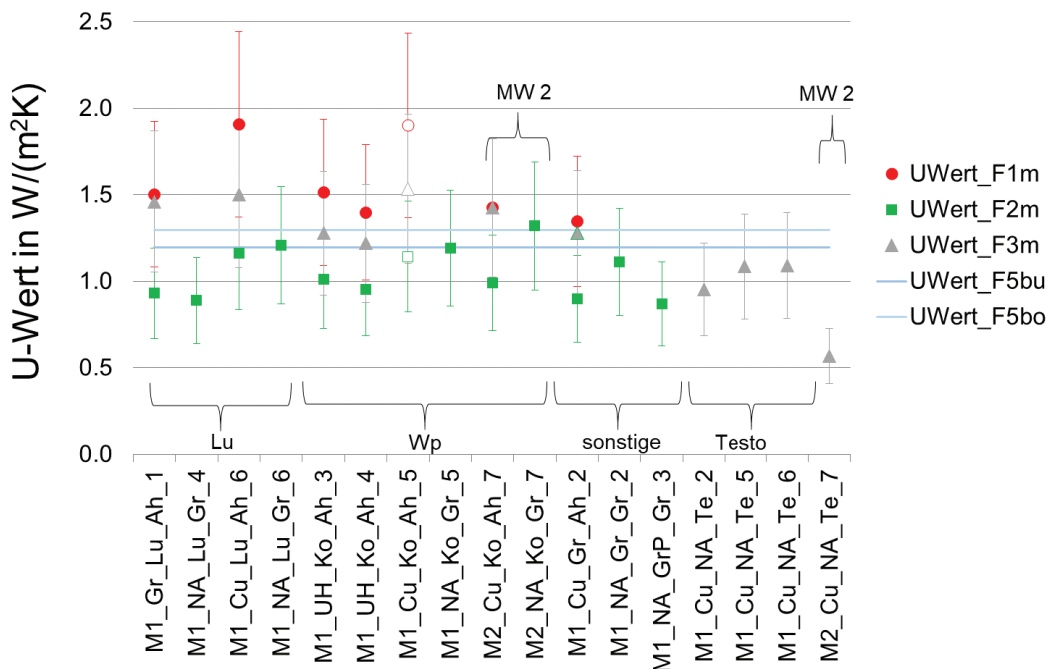 U-Wert in W/(m²K)
2.5
2.0
1.5
1.0
0.5
0.0
MW 2
MW 2
UWert_F1m
UWert_F2m
UWert_F3m
UWert_F5bu
UWert_F5bo
Lu
Wp
sonstige
Testo
M1_Gr_Lu_Ah_1
M1_NA_Lu_Gr_4
M1_Cu_Lu_Ah_6
M1_NA_Lu_Gr_6
M1_UH_Ko_Ah_3
M1_UH_Ko_Ah_4
M1_Cu_Ko_Ah_5
M1_NA_Ko_Gr_5
M2_Cu_Ko_Ah_7
M2_NA_Ko_Gr_7
M1_Cu_Gr_Ah_2
M1_NA_Gr_Gr_2
M1_NA_GrP_Gr_3
M1_Cu_NA_Te_2
M1_Cu_NA_Te_5
M1_Cu_NA_Te_6
M2_Cu_NA_Te_7